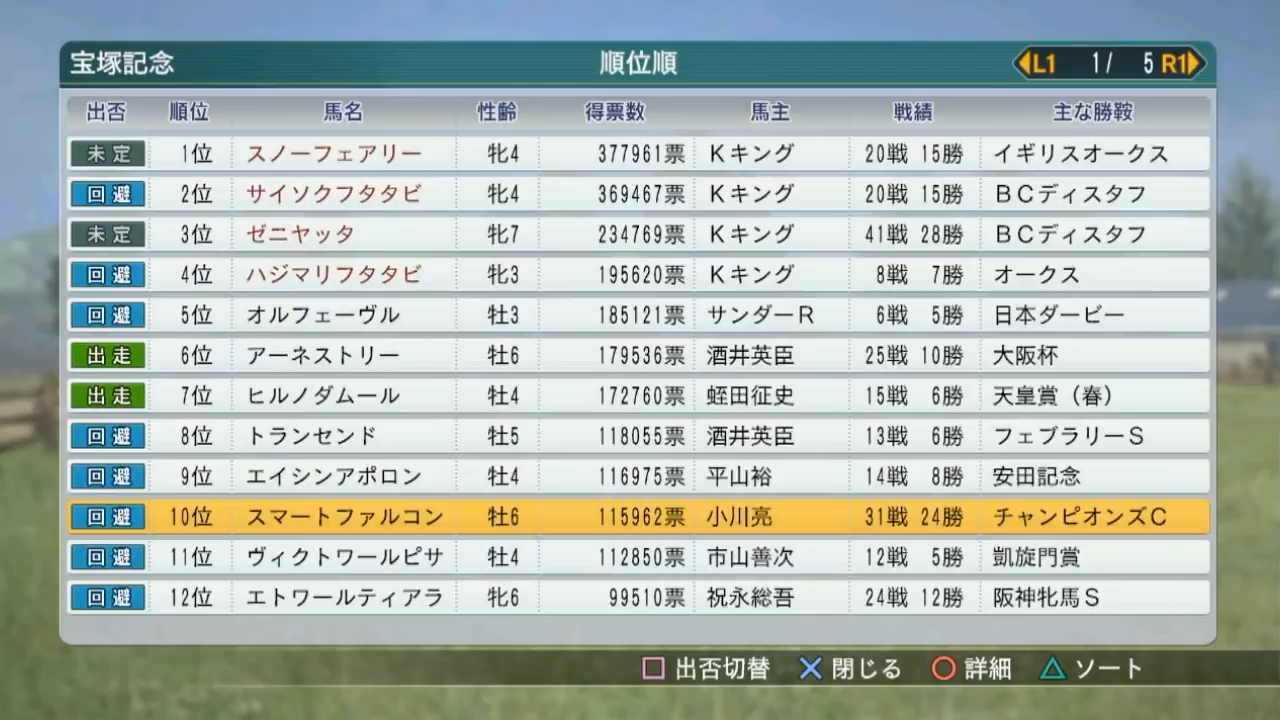 宝塚記念 順位順 L1 1/ 5 R1
出否 順位 馬名 性齢 得票数 馬主 戦績 主な勝鞍
未定 1位 スノーフェアリー 牝4 377961票 Kキング 20戦 15勝 イギリスオークス
回避 2位 サイソクフタタビ 牝4 369467票 Kキング 20戦 15勝 BCディスタフ
未定 3位 ゼニヤッタ 牝7 234769票 Kキング 41戦 28勝 BCディスタフ
回避 4位 ハジマリフタタビ 牝3 195620票 Kキング 8戦 7勝 オークス
回避 5位 オルフェーヴル 牡3 185121票 サンダーR 6戦 5勝 日本ダービー
出走 6位 アーネストリー 牡6 179536票 酒井英臣 25戦 10勝 大阪杯
出走 7位 ヒルノダムール 牡4 172760票 蛭田征史 15戦 6勝 天皇賞（春）
回避 8位 トランセンド 牡5 118055票 酒井英臣 13戦 6勝 フェブラリーS
回避 9位 エイシンアポロン 牡4 116975票 平山裕 14戦 8勝 安田記念
回避 10位 スマートファルコン 牡6 115962票 小川亮 31戦 24勝 チャンピオンズC
回避 11位 ヴィクトワールピサ 牡4 112850票 市山善次 12戦 5勝 凱旋門賞
回避 12位 エトワールティアラ 牝6 99510票 祝永総吾 24戦 12勝 阪神牝馬S
□ 出否切替 ✕ 閉じる ○ 詳細 △ ソート